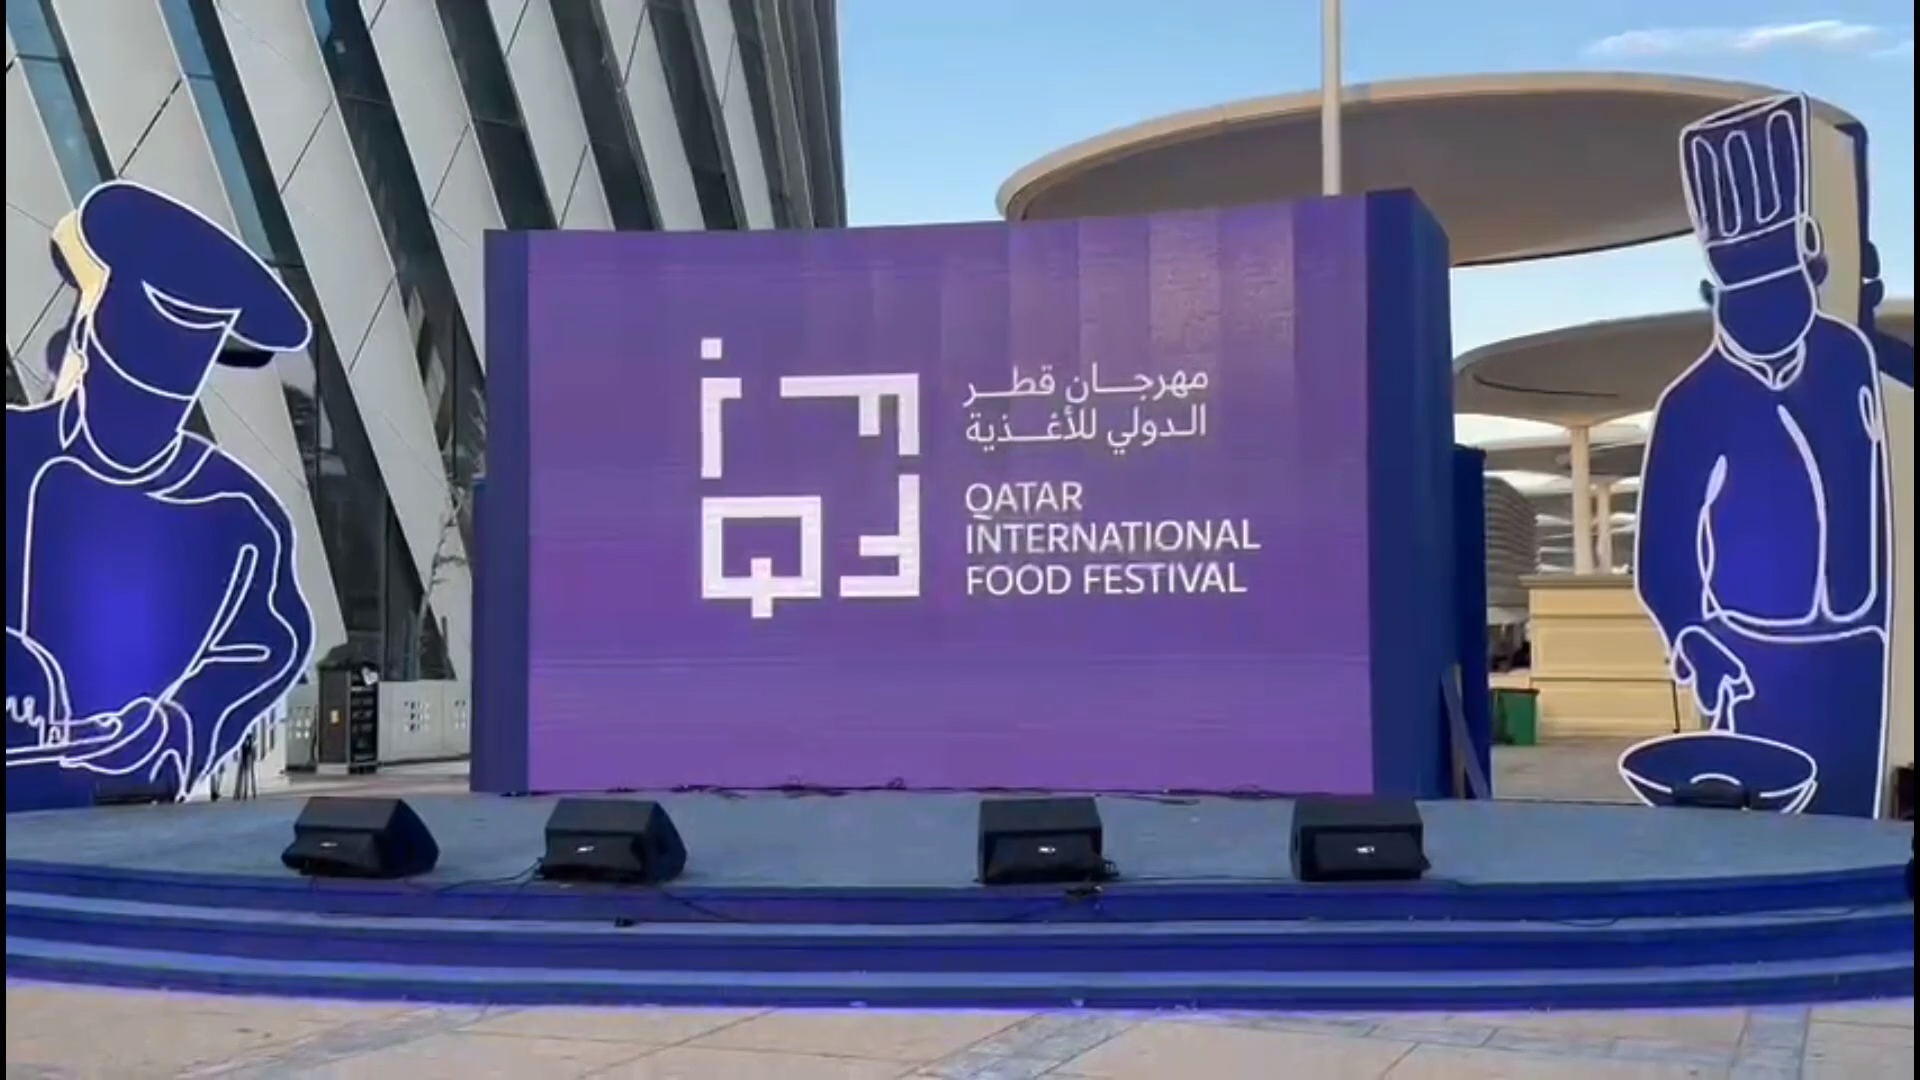 مهرجان قطر
الدولي للأغذية
QATAR
INTERNATIONAL
FOOD FESTIVAL